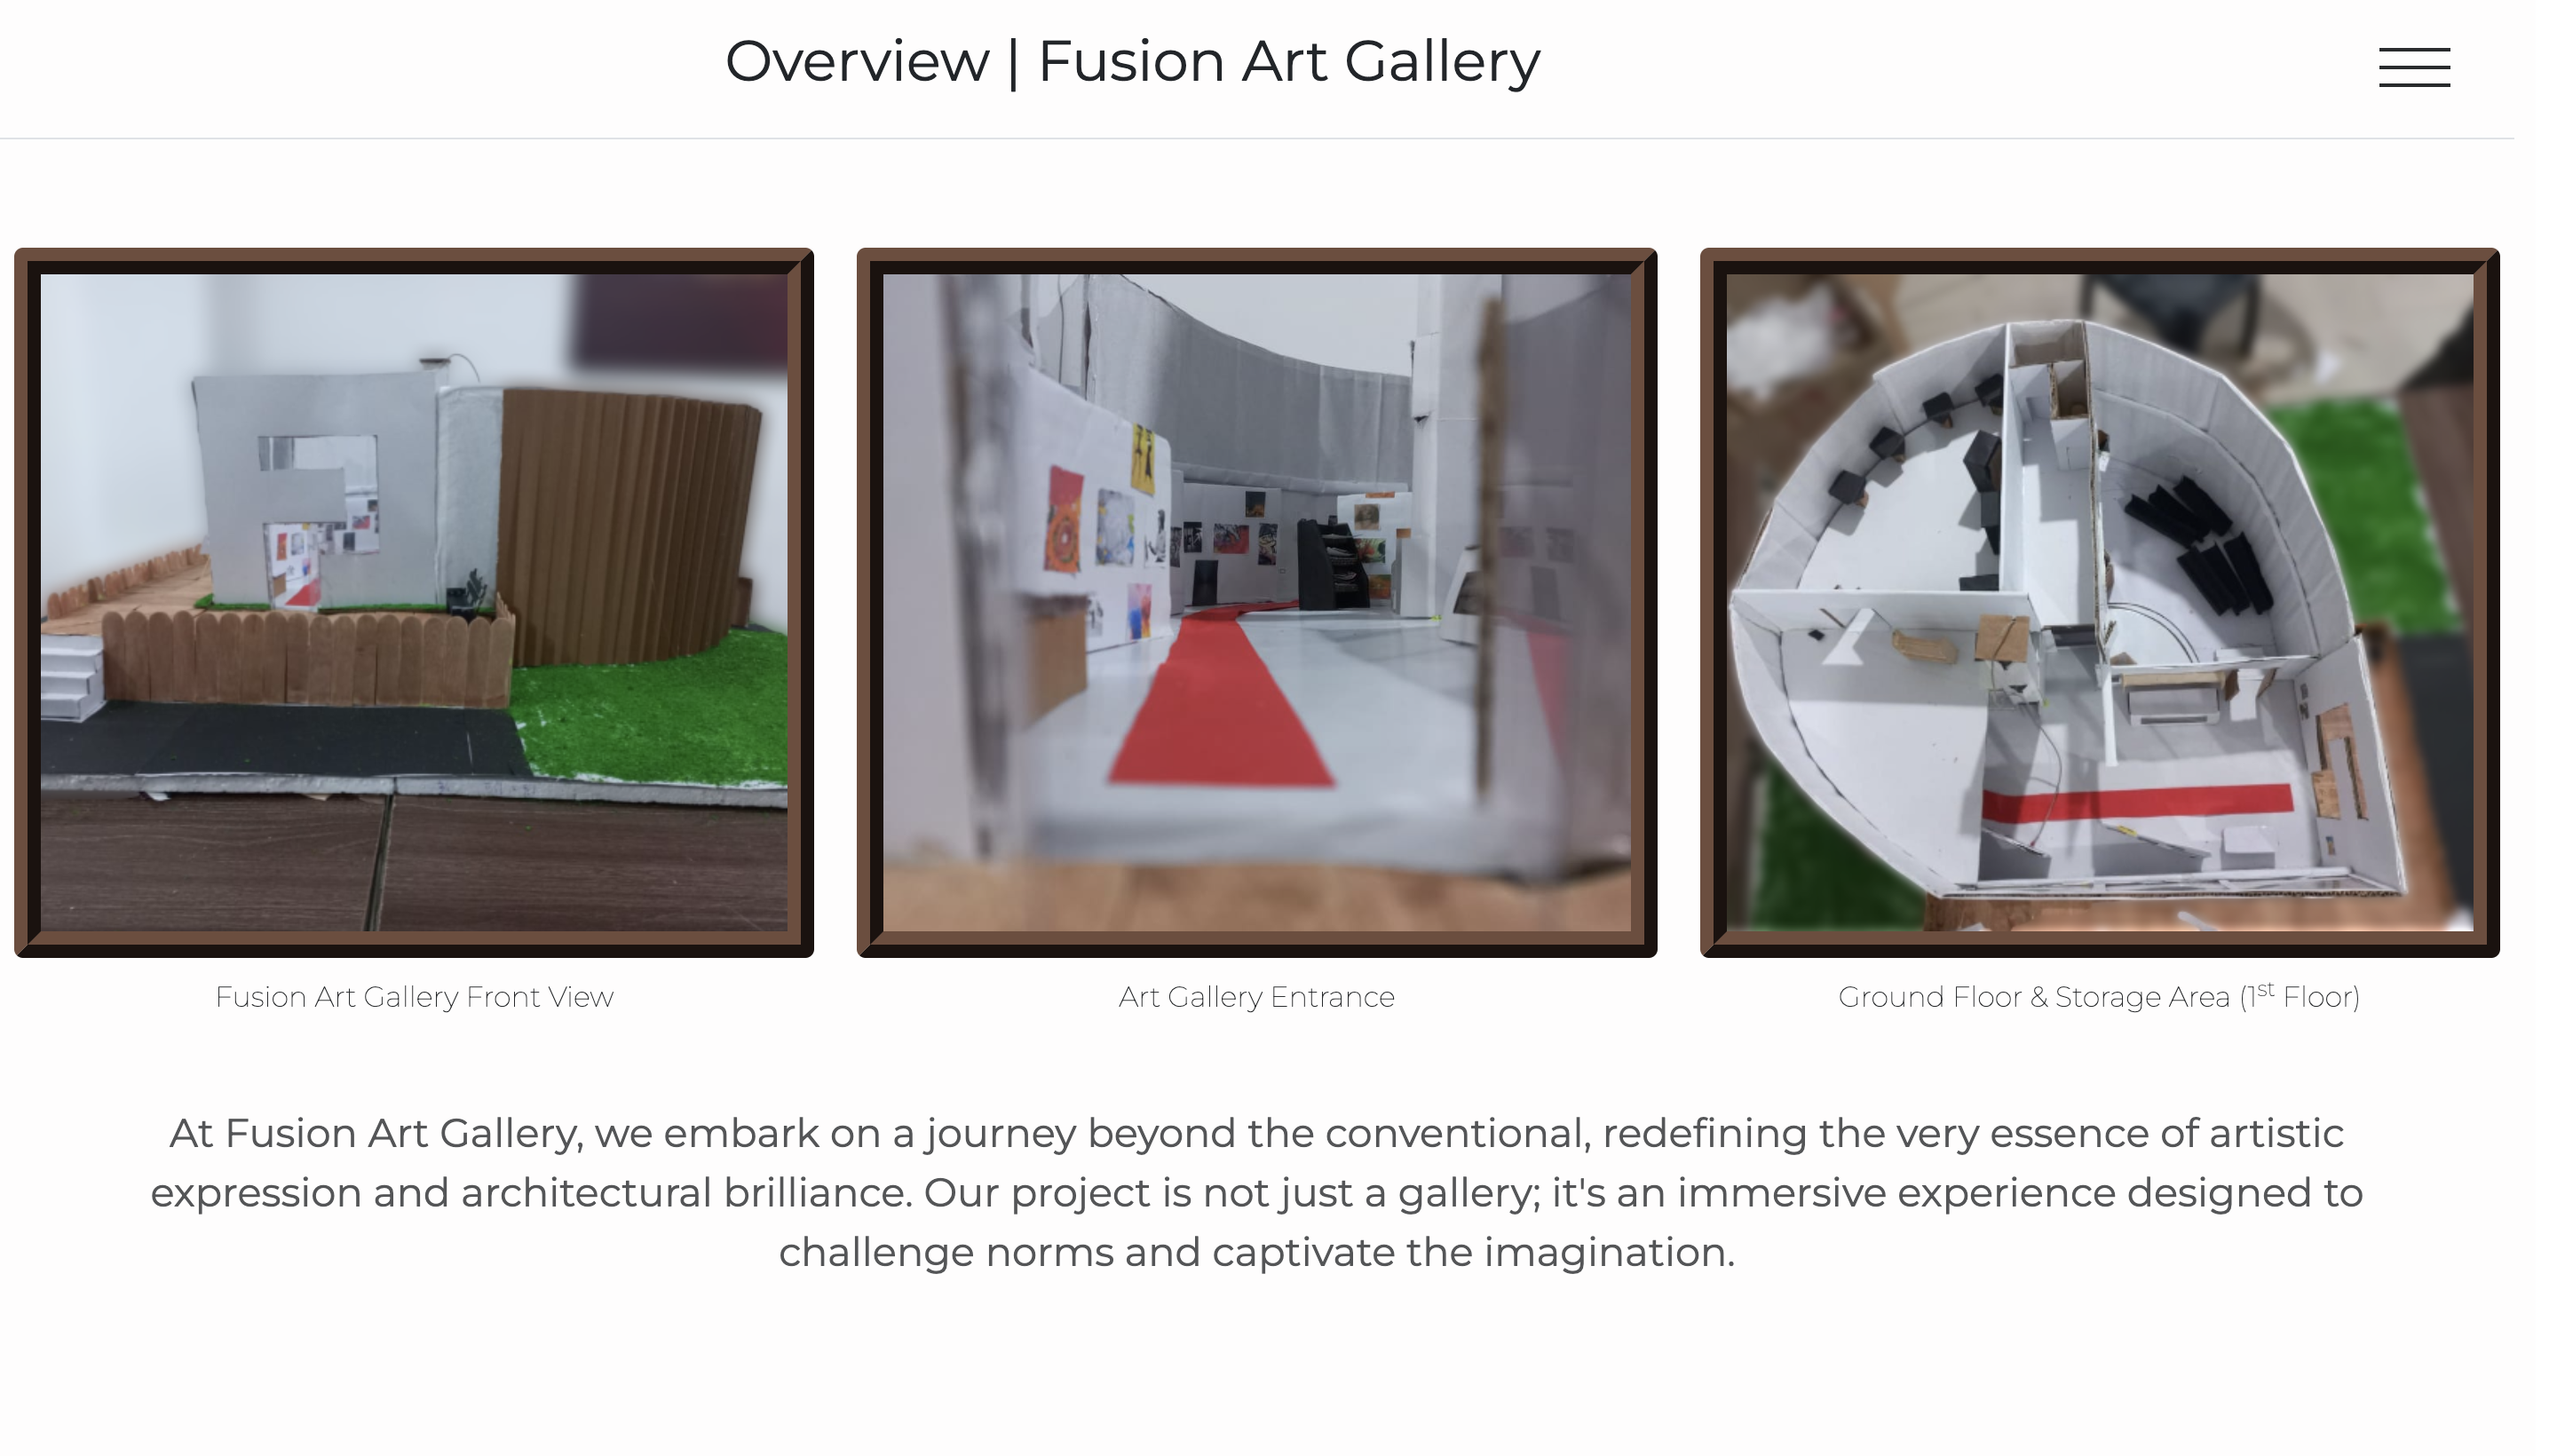 Overview | Fusion Art Gallery
Fusion Art Gallery Front View
Art Gallery Entrance
Ground Floor & Storage Area (1st Floor)
At Fusion Art Gallery, we embark on a journey beyond the conventional, redefining the very essence of artistic
expression and architectural brilliance. Our project is not just a gallery; it's an immersive experience designed to
challenge norms and captivate the imagination.